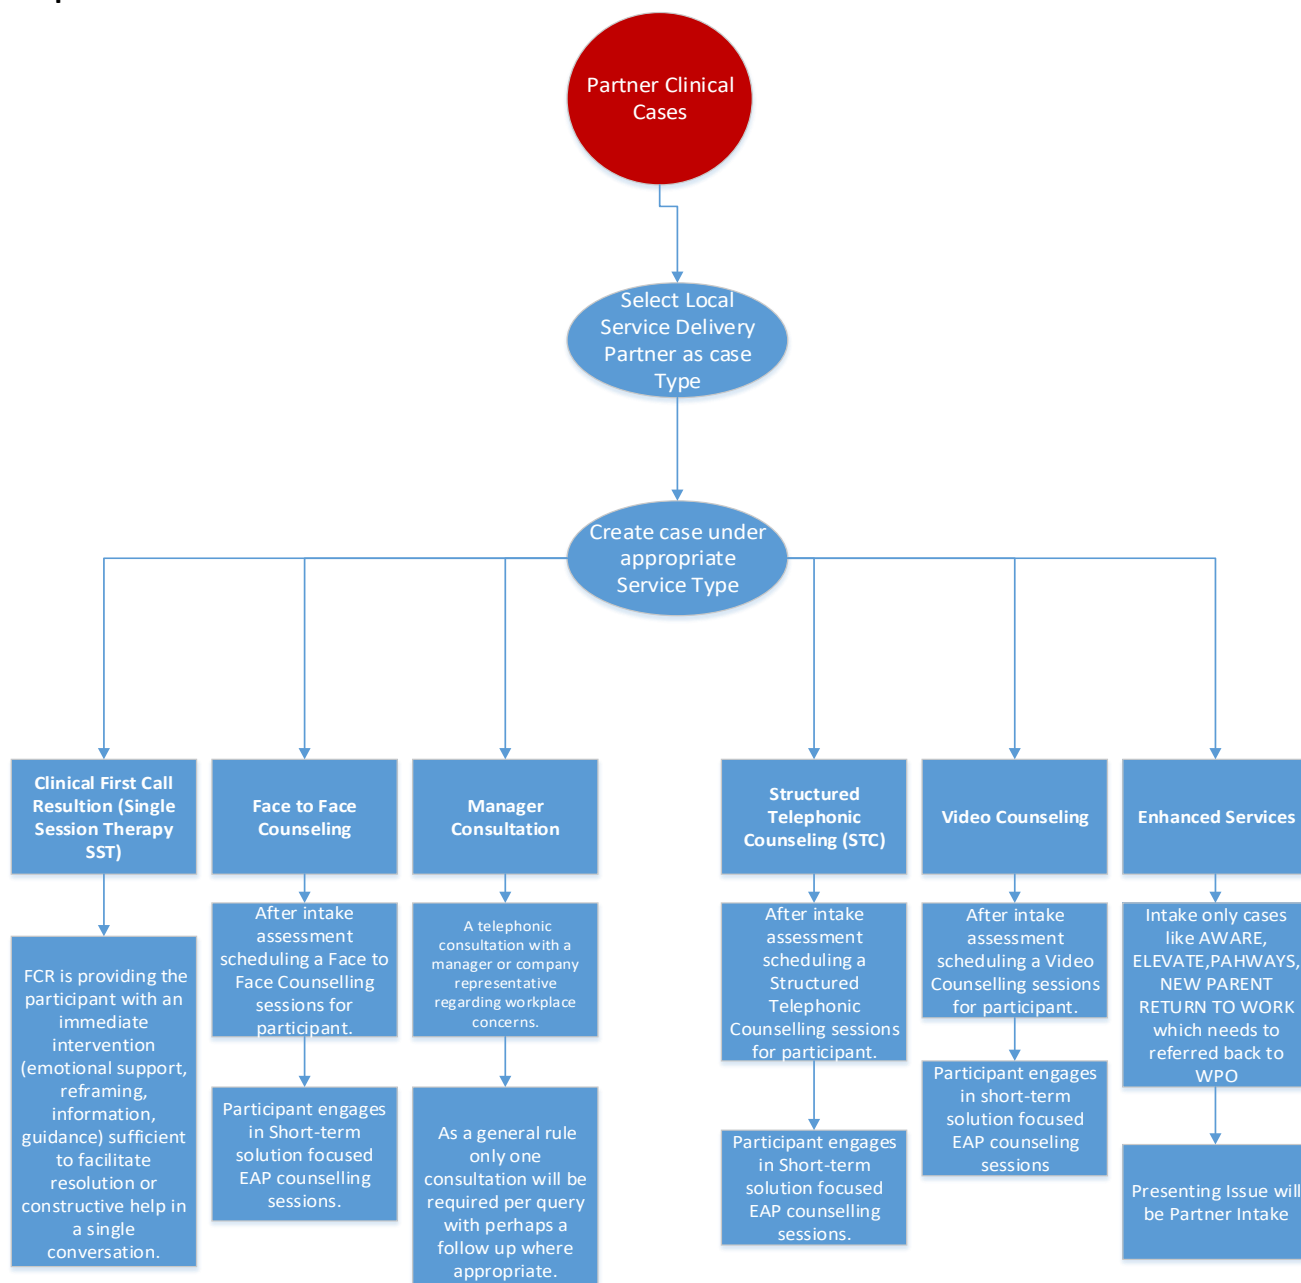 Partner Clinical
Cases
Select Local
Service Delivery
Partner as case
Type
Create case under
appropriate
Service Type
Clinical First Call
Resultion (Single
Session Therapy
SST)
Face to Face
Counseling
Manager
Consultation
Structured
Telephonic
Counseling (STC)
Video Counseling
Enhanced Services
FCR is providing the
participant with an
immediate
intervention
(emotional support,
reframing,
information,
guidance) sufficient
to facilitate
resolution or
constructive help in
a single
conversation.
After intake
assessment
scheduling a Face to
Face Counselling
sessions for
participant.
Participant engages
in Short-term
solution focused
EAP counselling
sessions.
A telephonic
consultation with a
manager or company
representative
regarding workplace
concerns.
As a general rule
only one
consultation will be
required per query
with perhaps a
follow up where
appropriate.
After intake
assessment
scheduling a
Structured
Telephonic
Counselling sessions
for participant.
Participant engages
in Short-term
solution focused
EAP counselling
sessions.
After intake
assessment
scheduling a Video
Counselling sessions
for participant.
Participant engages
in short-term
solution focused
EAP counseling
sessions
Intake only cases
like AWARE,
ELEVATE,PAHWAYS,
NEW PARENT
RETURN TO WORK
which needs to
referred back to
WPO
Presenting Issue will
be Partner Intake